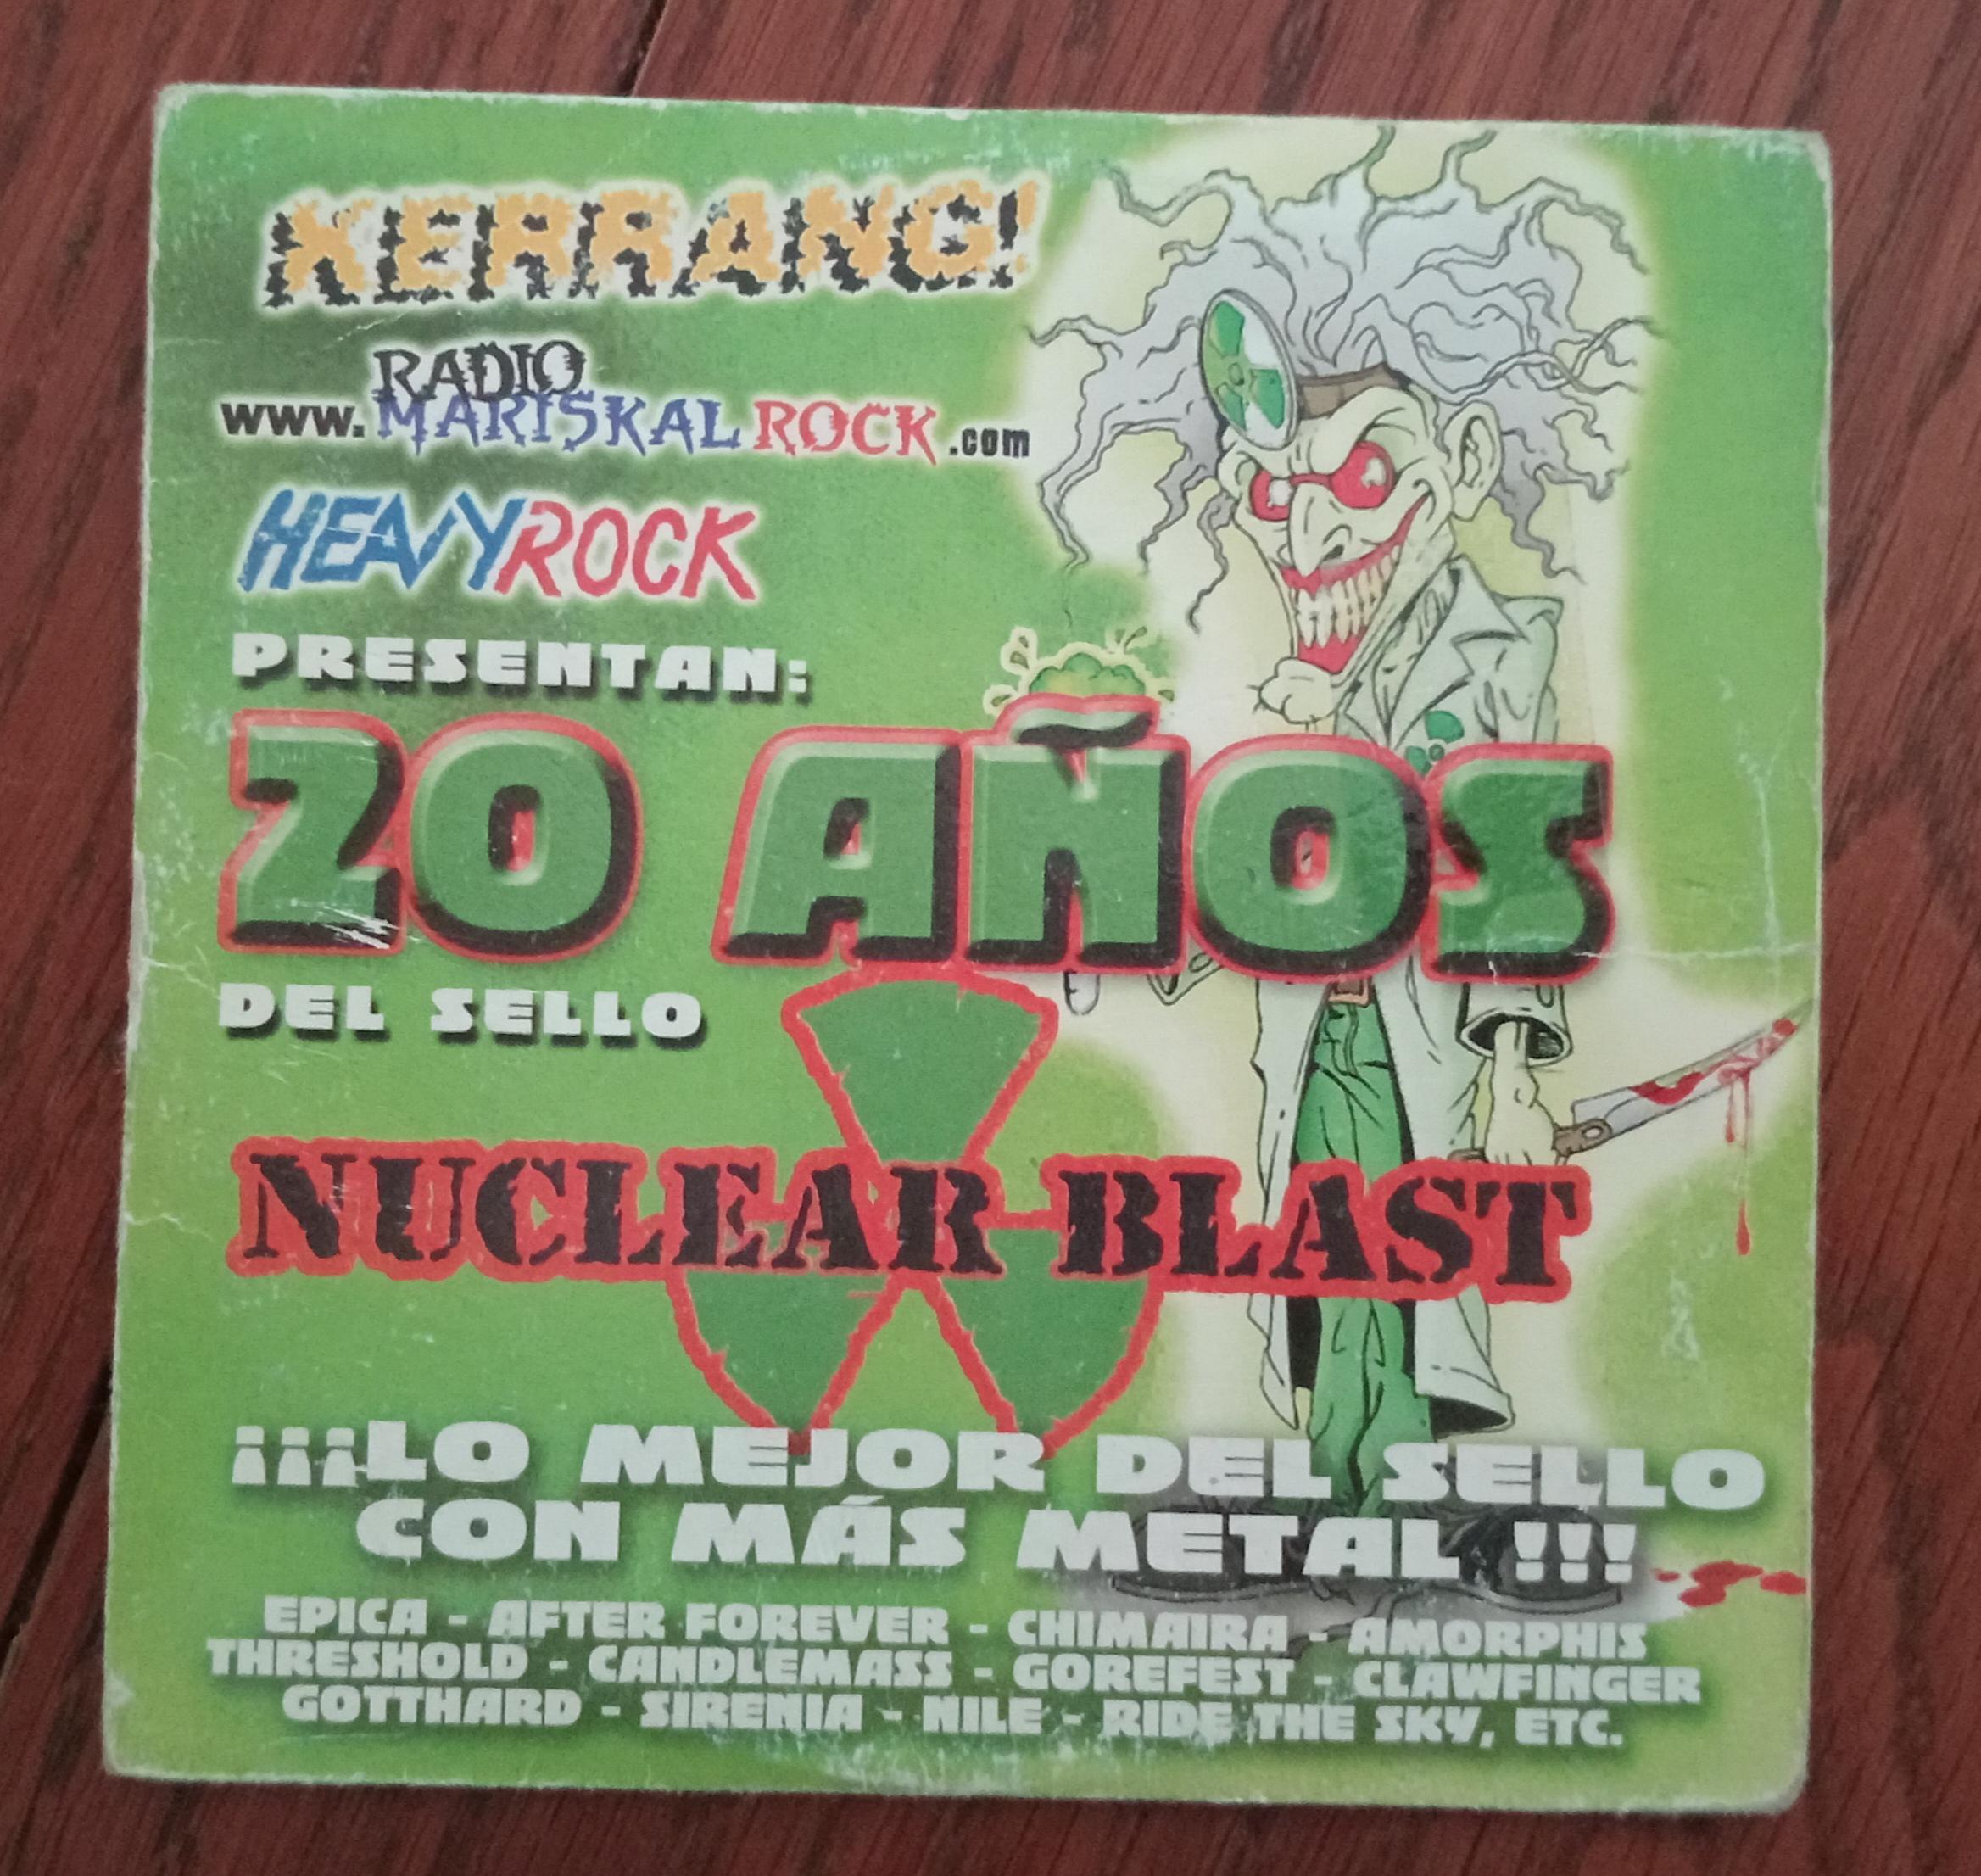 KERRANG!
RADIO
www.MARISKALROCK.com
HEAVYROCK
PRESENTAN:
20 AÑOS
DEL SELLO
NUCLEAR BLAST
¡¡¡LO MEJOR DEL SELLO
CON MÁS METAL !!!
EPICA - AFTER FOREVER - CHIMAIRA - AMORPHIS
THRESHOLD - CANDLEMASS - GOREFEST - CLAWFINGER
GOTTHARD - SIRENIA - NILE - RIDE THE SKY, ETC.